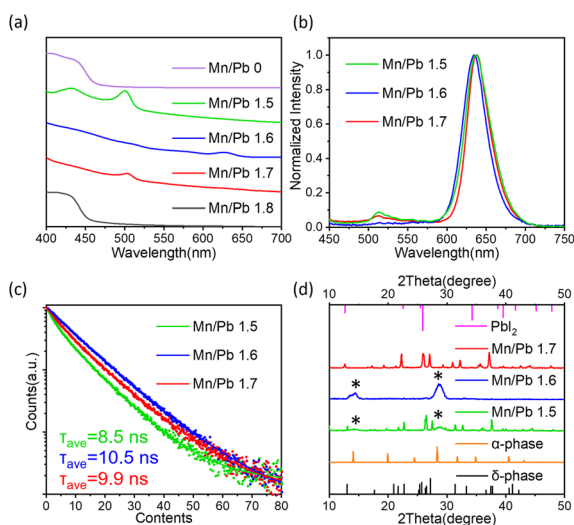 (a)
Mn/Pb 0
Mn/Pb 1.5
Mn/Pb 1.6
Mn/Pb 1.7
Mn/Pb 1.8
400 450 500 550 600 650 700
Wavelength(nm)
(b)
Normalized Intensity
1.0
0.8
0.6
0.4
0.2
0.0
Mn/Pb 1.5
Mn/Pb 1.6
Mn/Pb 1.7
450 500 550 600 650 700 750
Wavelength(nm)
(c)
Counts(a.u.)
Mn/Pb 1.5
Mn/Pb 1.6
Mn/Pb 1.7
τave=8.5 ns
τave=10.5 ns
τave=9.9 ns
0 10 20 30 40 50 60 70 80
Contents
(d)
2Theta(degree)
10 20 30 40 50
PbI2
Mn/Pb 1.7
* * Mn/Pb 1.6
* * Mn/Pb 1.5
α-phase
δ-phase
10 20 30 40 50
2Theta(degree)